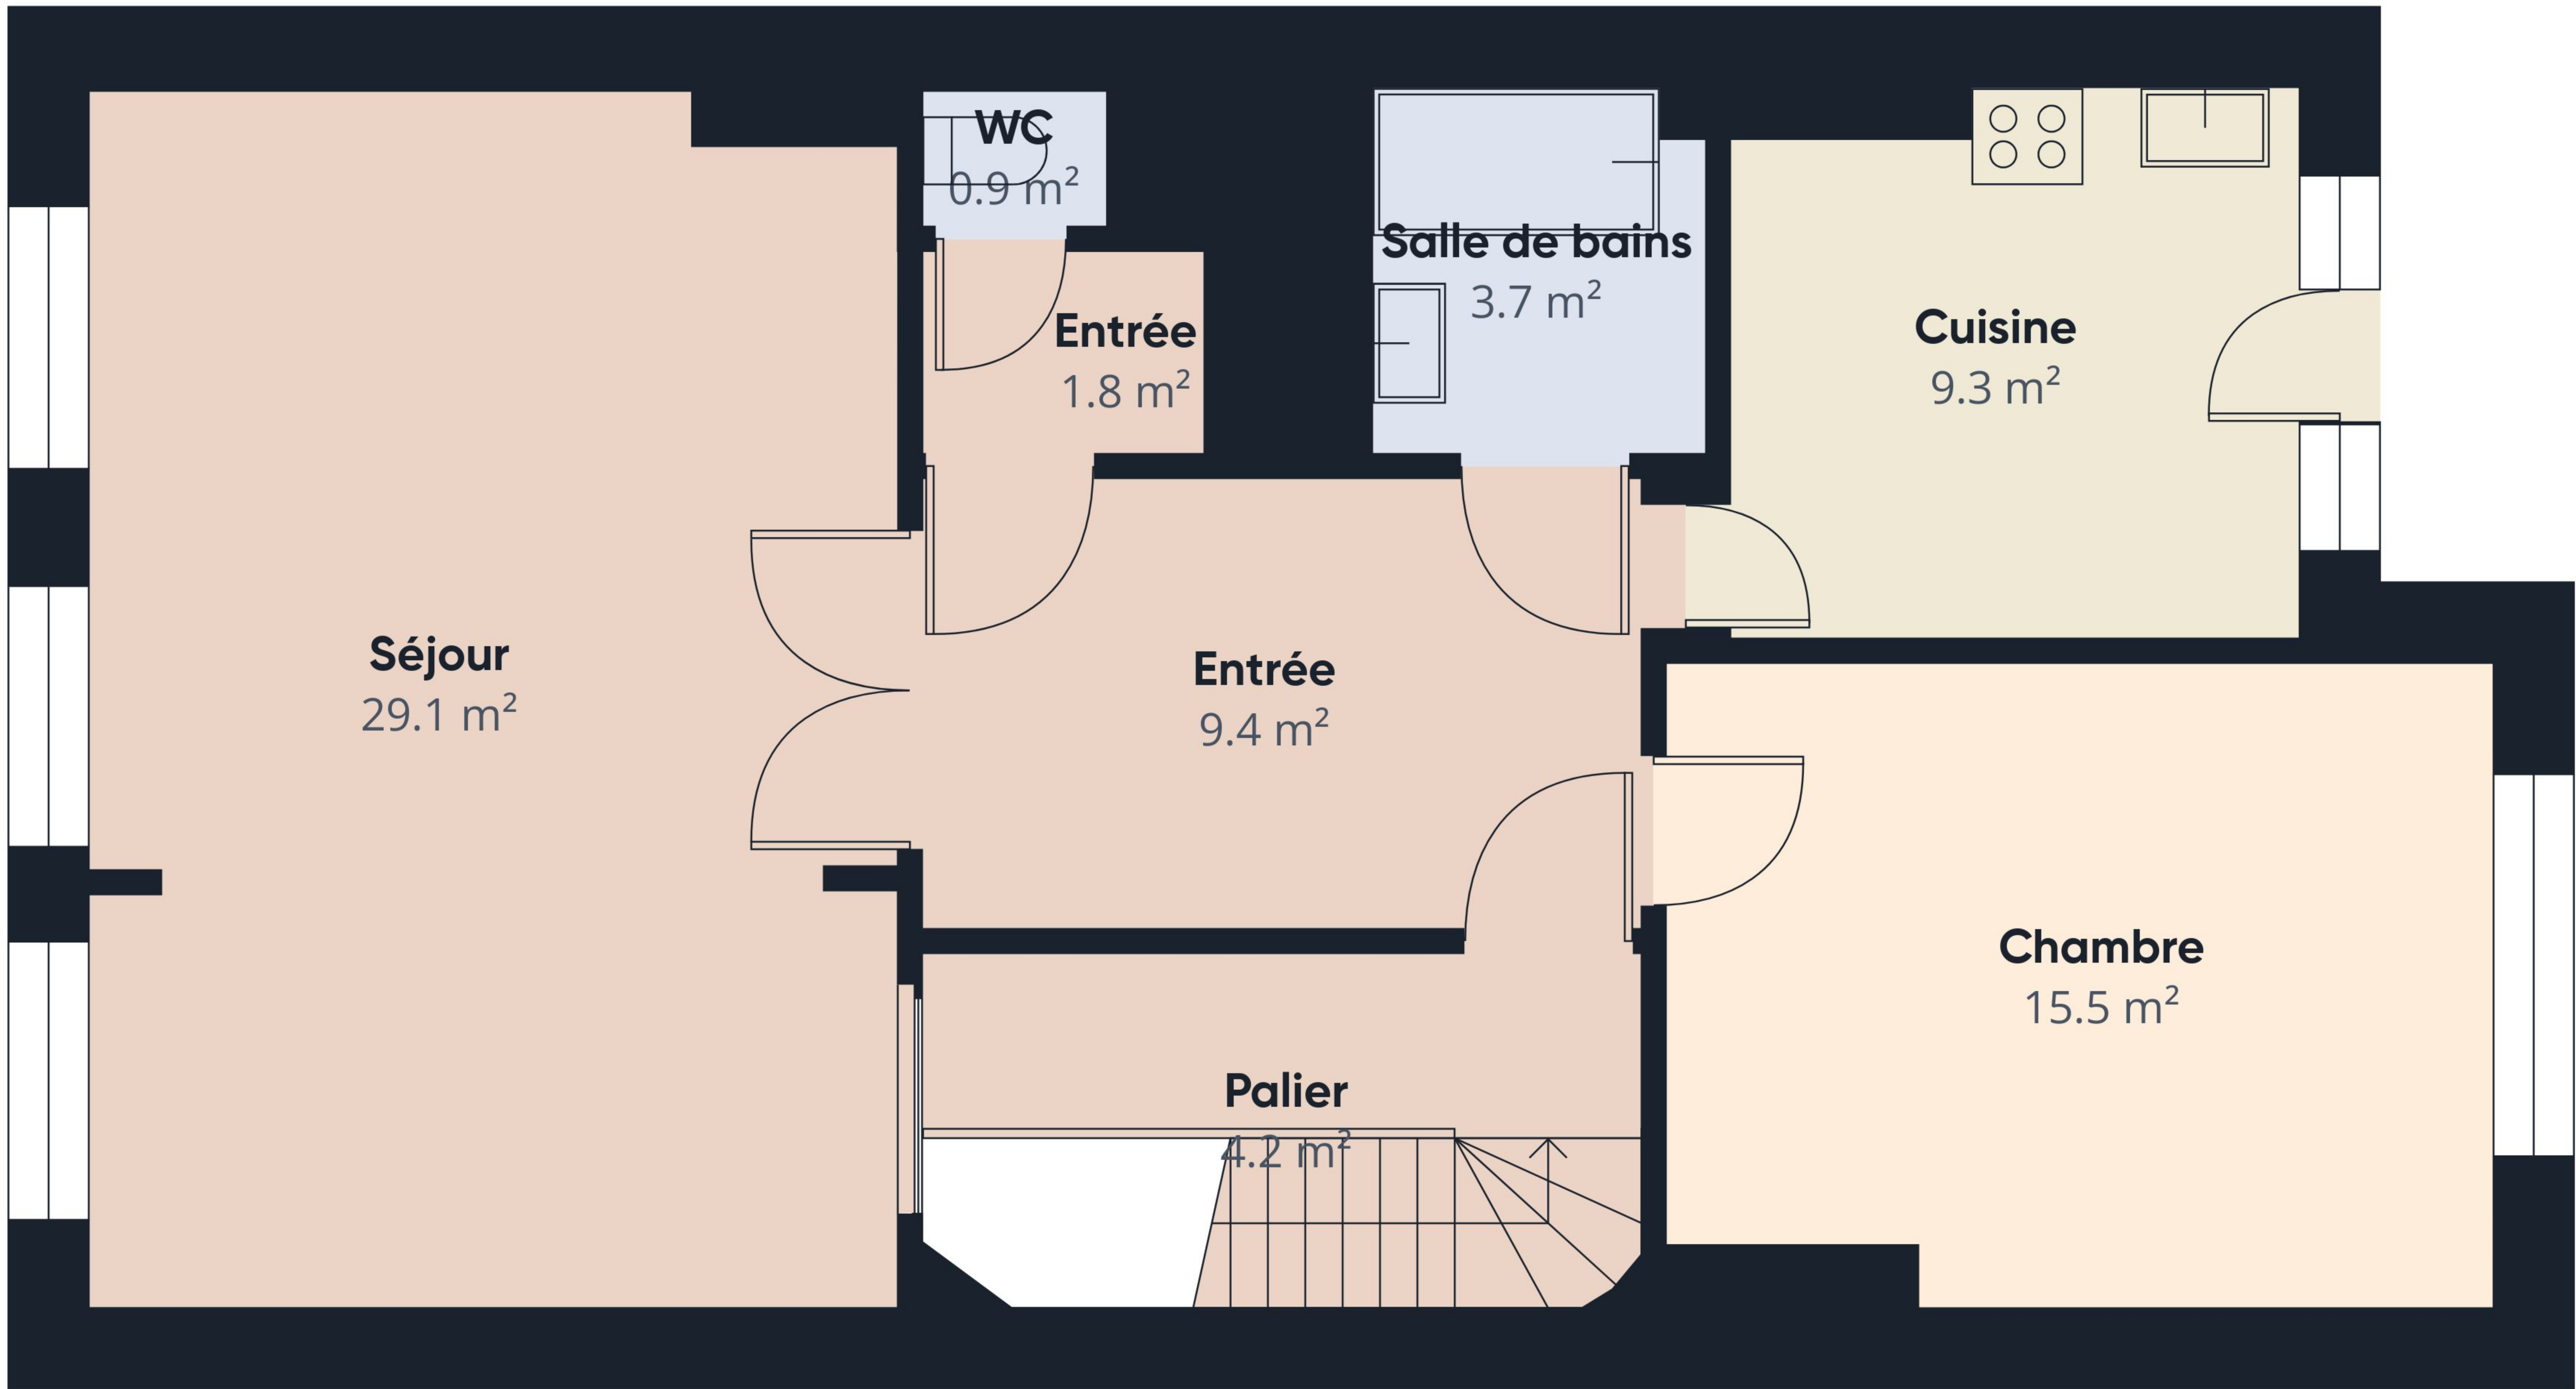 WC
0.9 m²
Salle de bains
3.7 m²
Entrée
1.8 m²
Cuisine
9.3 m²
Séjour
29.1 m²
Entrée
9.4 m²
Chambre
15.5 m²
Palier
4.2 m²